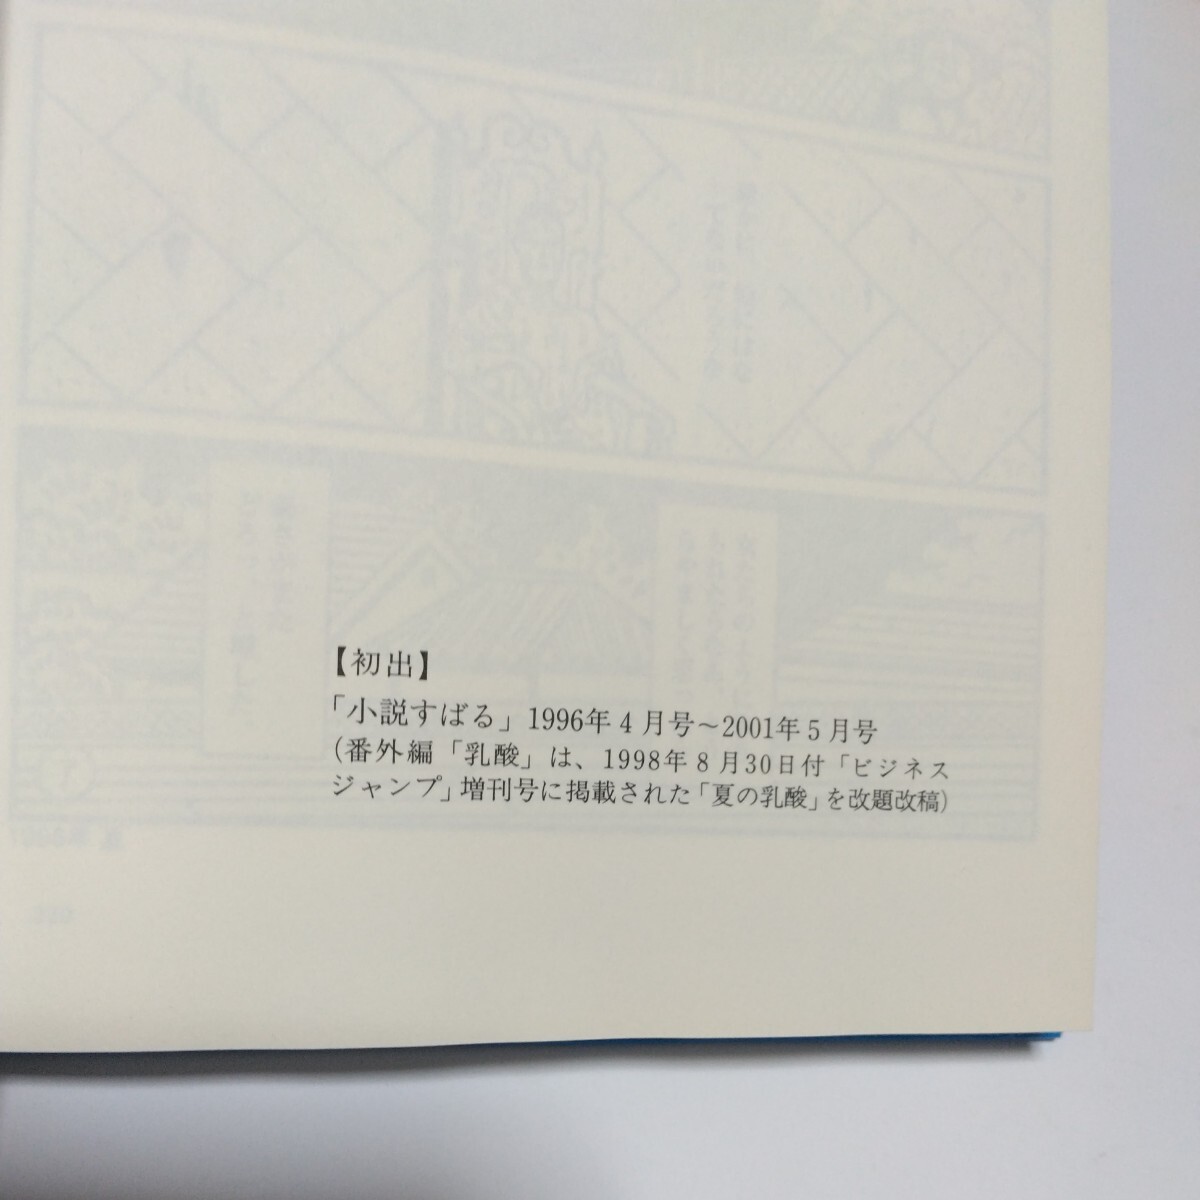 【初出】
「小説すばる」1996年4月号～2001年5月号
(番外編「乳酸」は、1998年8月30日付「ビジネス
ジャンプ」増刊号に掲載された「夏の乳酸」を改題改稿)